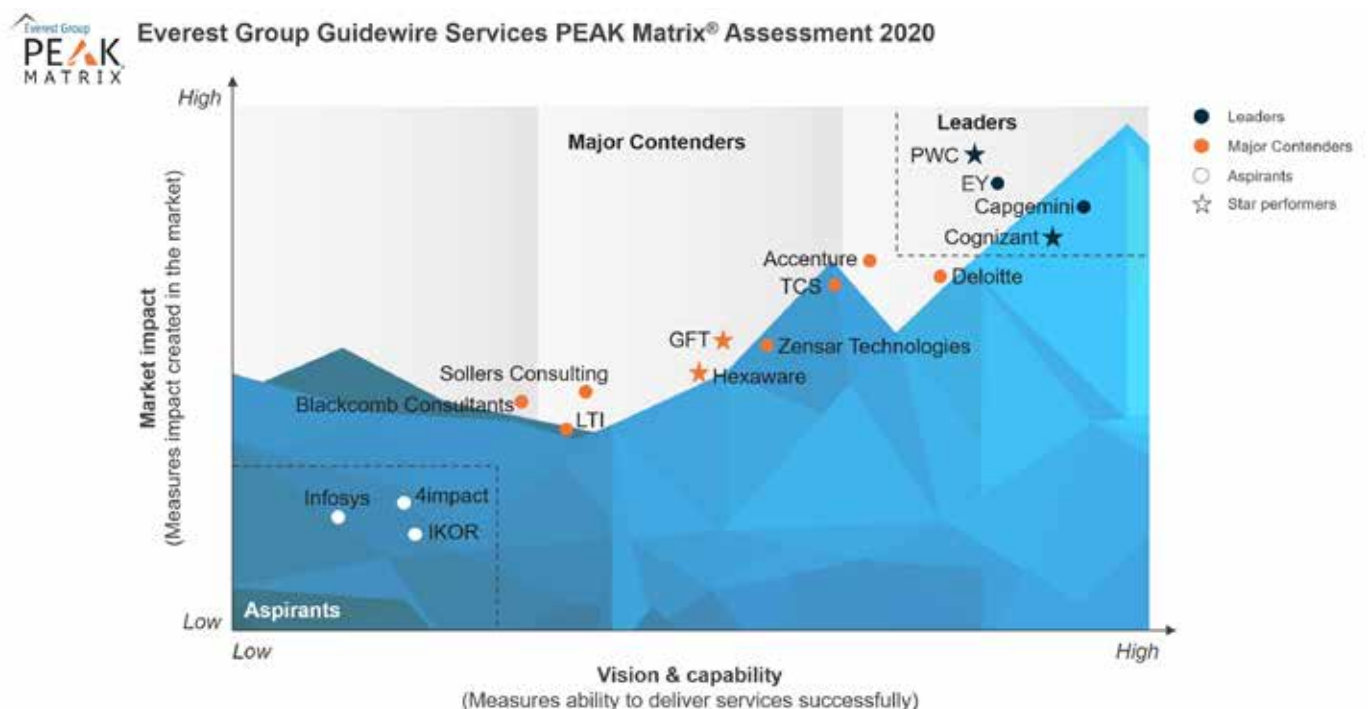 Everest Group
PEAK
MATRIX
Everest Group Guidewire Services PEAK Matrix® Assessment 2020
High
Major Contenders
Leaders
PWC
EY
Capgemini
Cognizant
Accenture
TCS
Deloitte
GFT
Zensar Technologies
Hexaware
Sollers Consulting
Blackcomb Consultants
LTI
Infosys
4impact
IKOR
Aspirants
Market impact
(Measures impact created in the market)
Low
Low
High
Vision & capability
(Measures ability to deliver services successfully)
Leaders
Major Contenders
Aspirants
Star performers